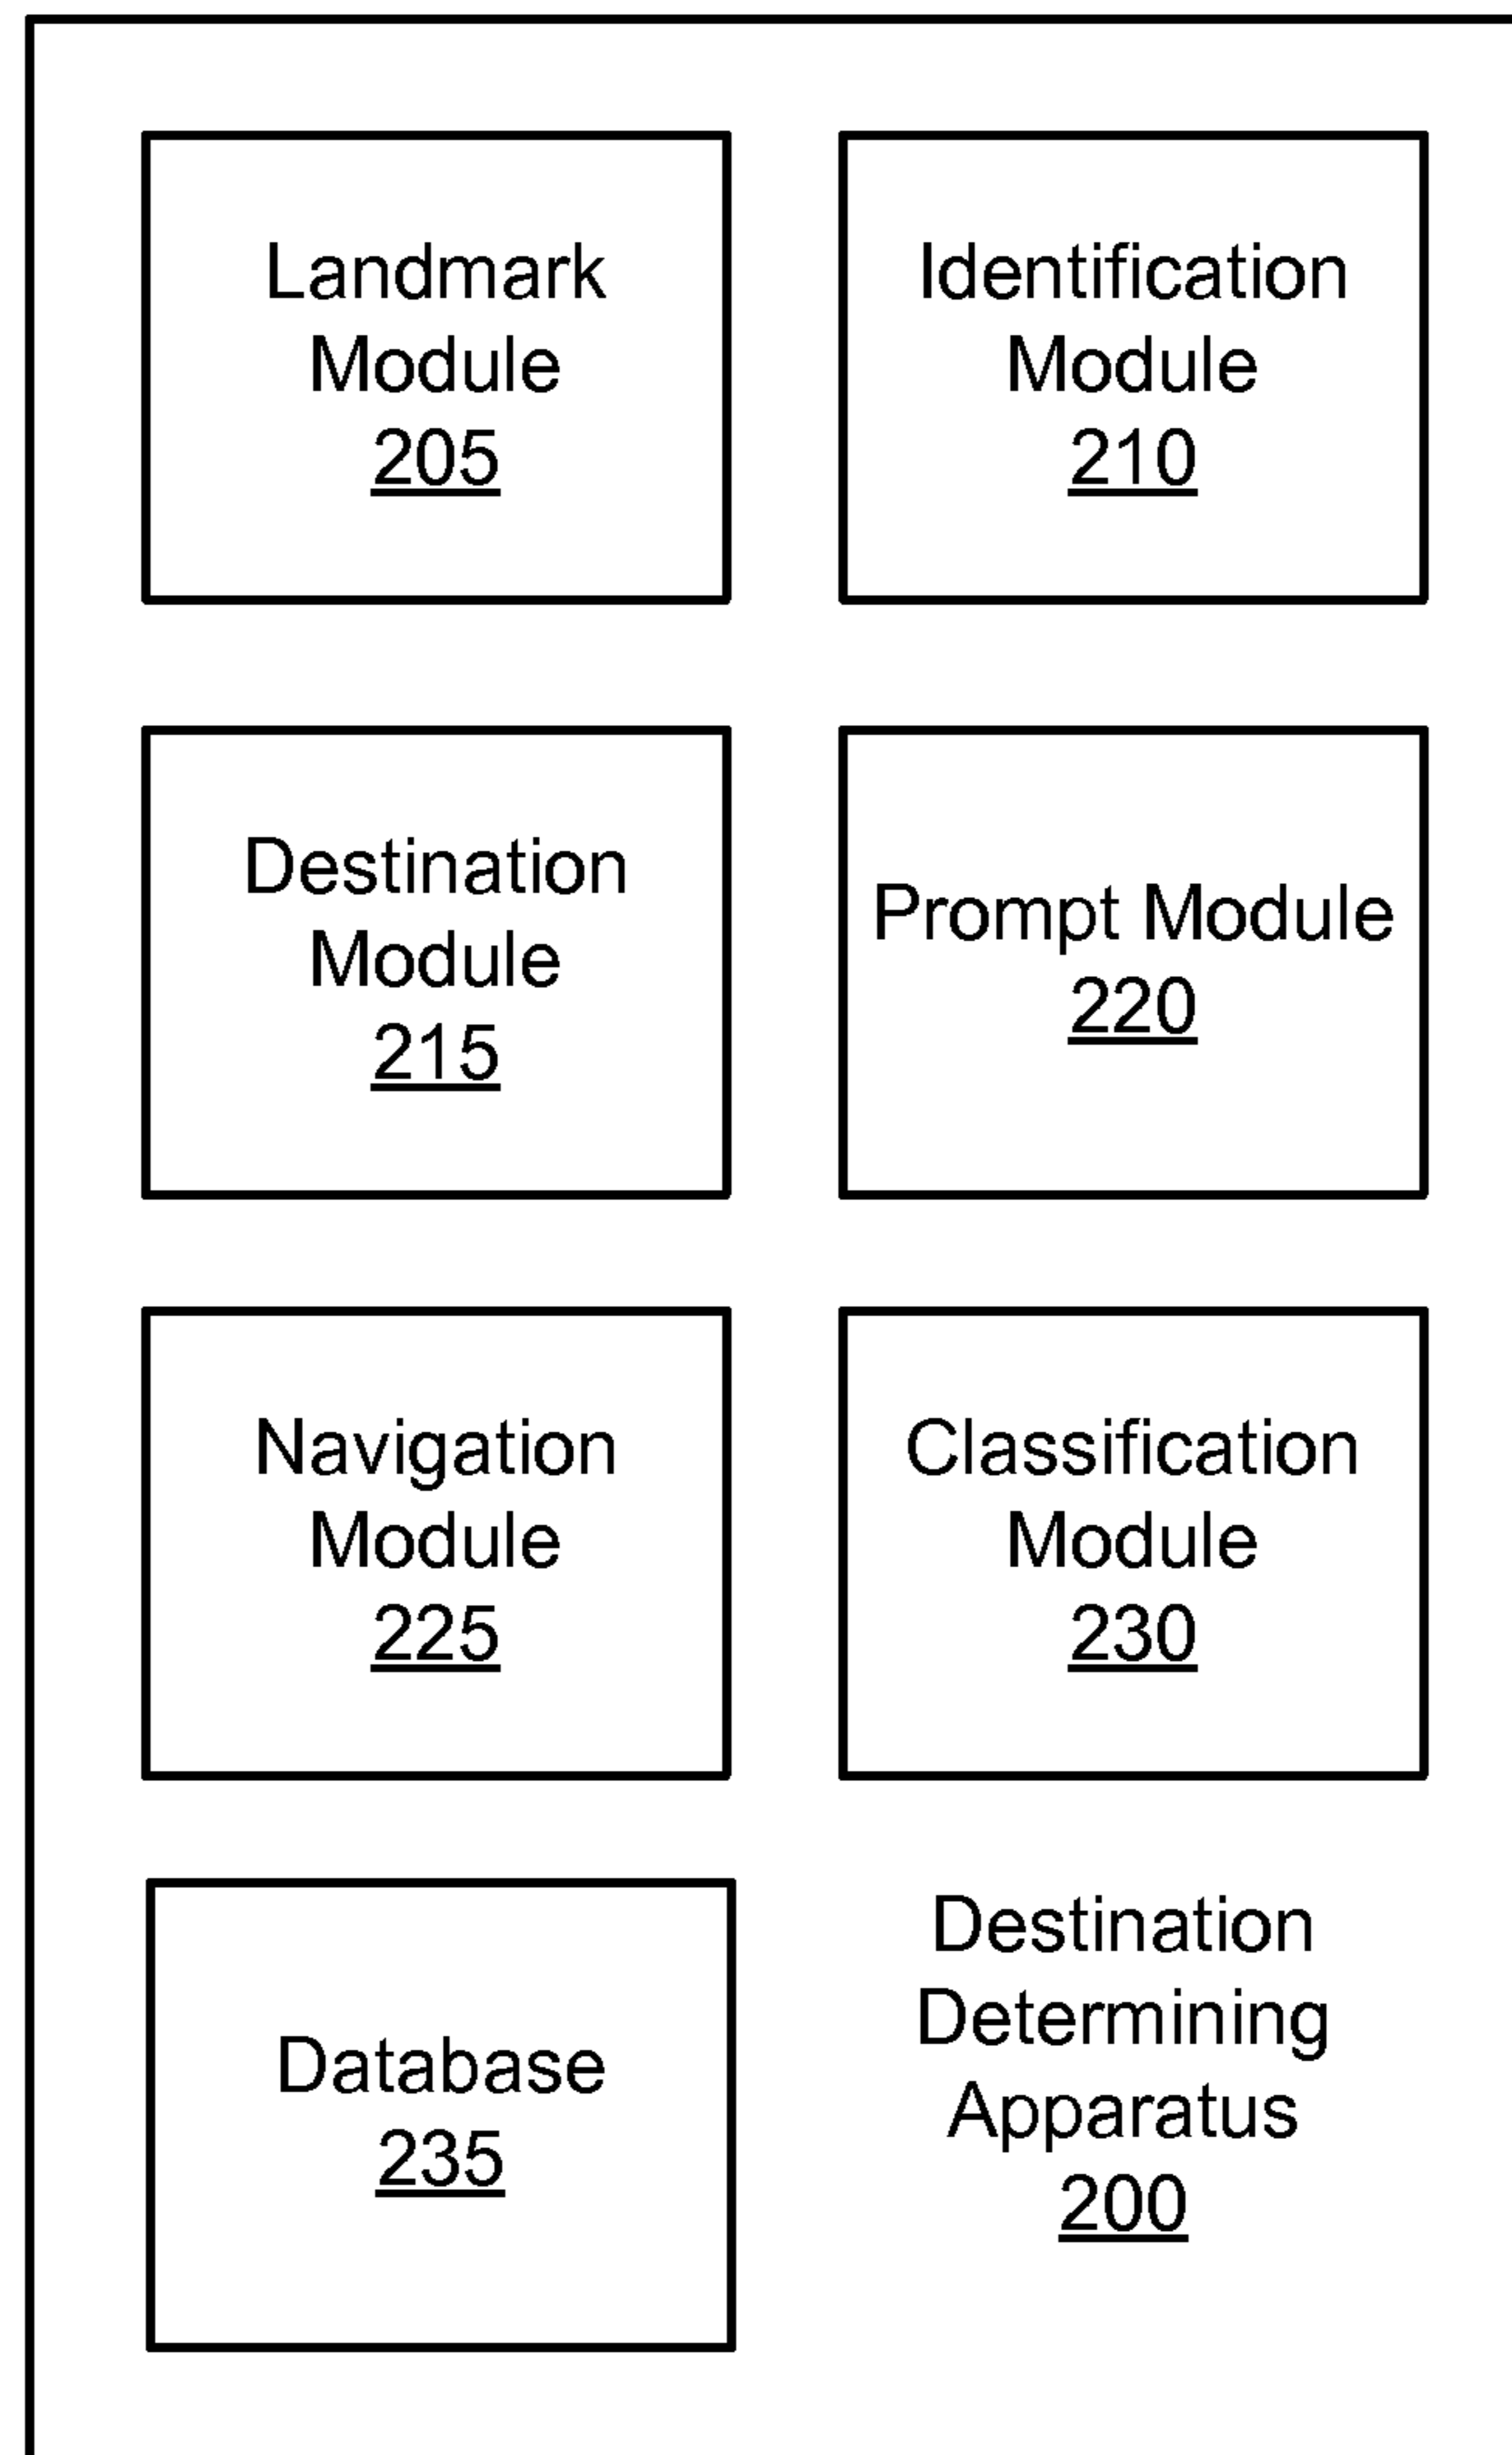 Landmark
Module
205
Identification
Module
210
Destination
Module
215
Prompt Module
220
Navigation
Module
225
Classification
Module
230
Database
235
Destination
Determining
Apparatus
200